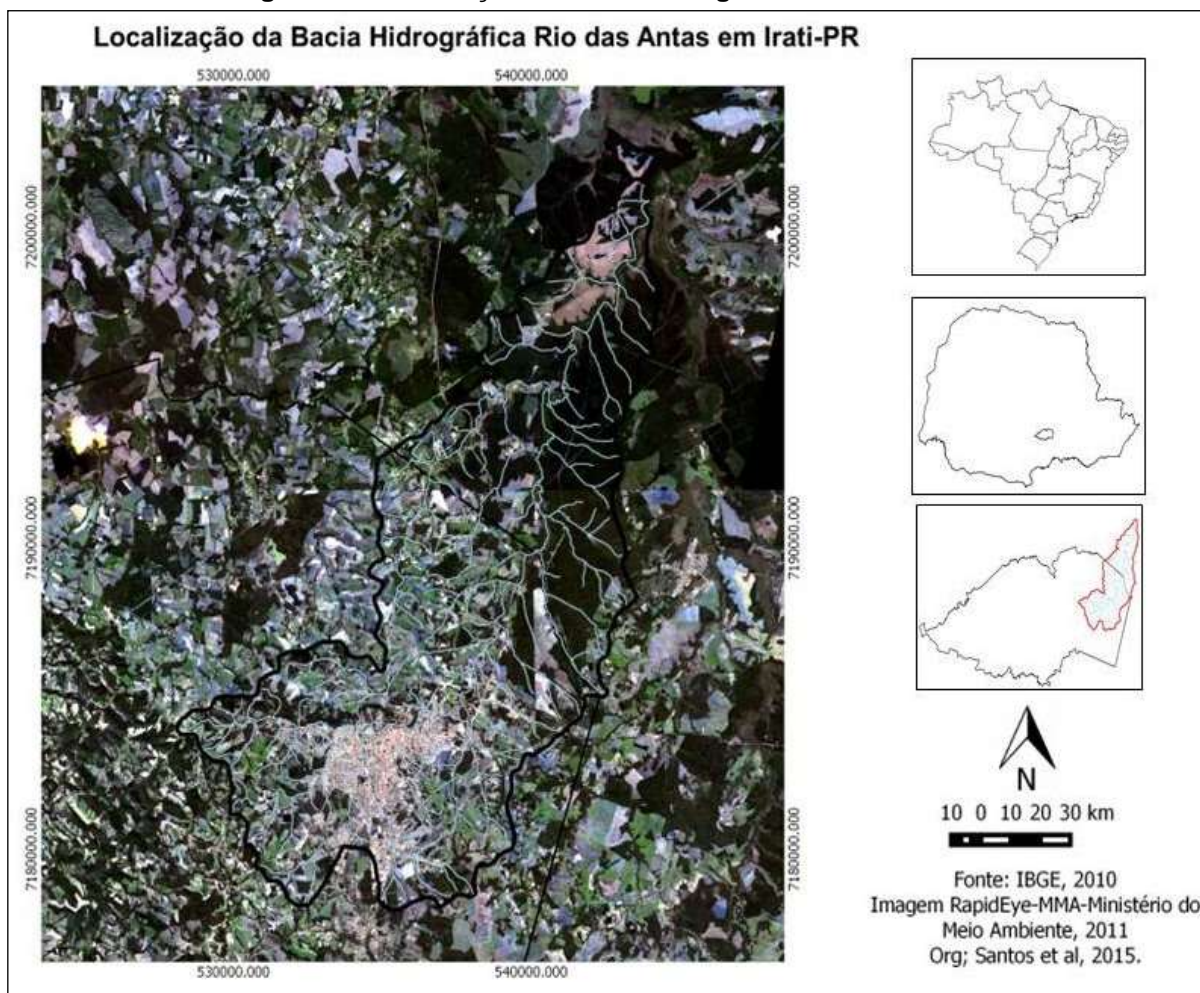 Localização da Bacia Hidrográfica Rio das Antas em Irati-PR
530000.000
540000.000
7200000.000
7200000.000
7190000.000
7190000.000
7180000.000
7180000.000
530000.000
540000.000
N
10 0 10 20 30 km
Fonte: IBGE, 2010
Imagem RapidEye-MMA-Ministério do
Meio Ambiente, 2011
Org; Santos et al, 2015.